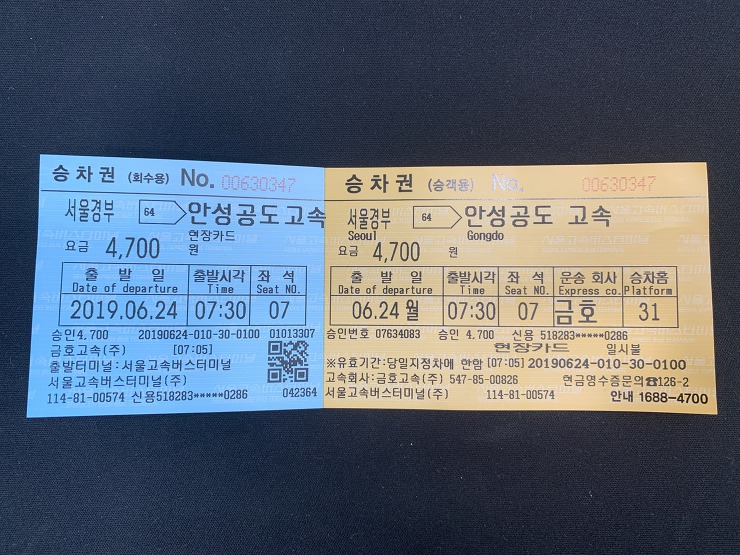 승차권 (회수용) No. 00630347
서울경부 64 안성공도 고속
현장카드
요금 4,700 원
출발일 출발시각 좌석
Date of departure Time Seat NO.
2019.06.24 07:30 07
승인4,700 20190624-010-30-0100 01013307
금호고속(주) [07:05]
출발터미널:서울고속버스터미널
서울고속버스터미널(주)
114-81-00574 신용518283*****0286 042364
승차권 (승객용) No. 00630347
서울경부 64 안성공도 고속
Seoul Gongdo
요금 4,700 원
출발일 출발시각 좌석 운송회사 승차홈
Date of departure Time Seat NO. Express co. Platform
06.24 월 07:30 07 금호 31
승인번호 07634083 승인 4,700 신용 518283*****0286
현장카드 일시불
※유효기간:당일지정차에 한함 [07:05] 20190624-010-30-0100
고속회사:금호고속(주) 547-85-00826 현금영수증문의☎126-2
서울고속버스터미널(주) 114-81-00574 안내 1688-4700